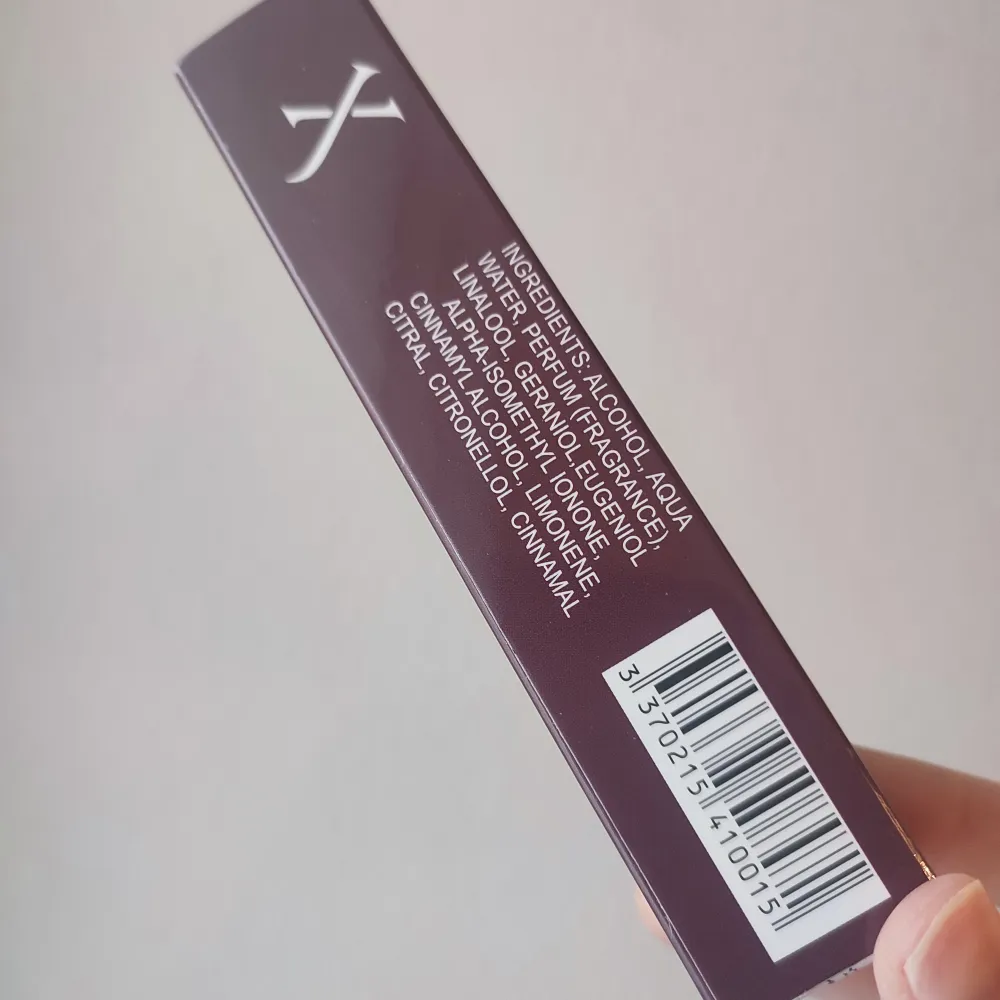 X
INGREDIENTS: ALCOHOL, AQUA
WATER, PERFUM (FRAGRANCE),
LINALOOL, GERANIOL, EUGENIOL
ALPHA-ISOMETHYL IONONE,
CINNAMYL ALCOHOL, LIMONENE,
CITRAL, CITRONELLOL, CINNAMAL
3 370215 410015